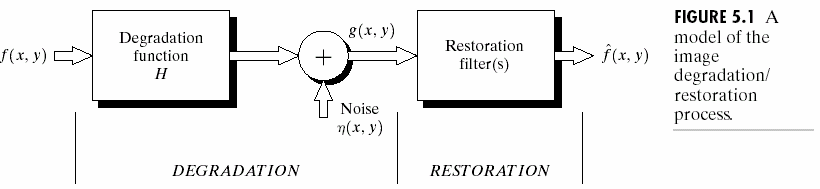 f(x, y)
Degradation
function
H
+
g(x, y)
Noise
η(x, y)
Restoration
filter(s)
f̂(x, y)
DEGRADATION
RESTORATION
FIGURE 5.1 A
model of the
image
degradation/
restoration
process.